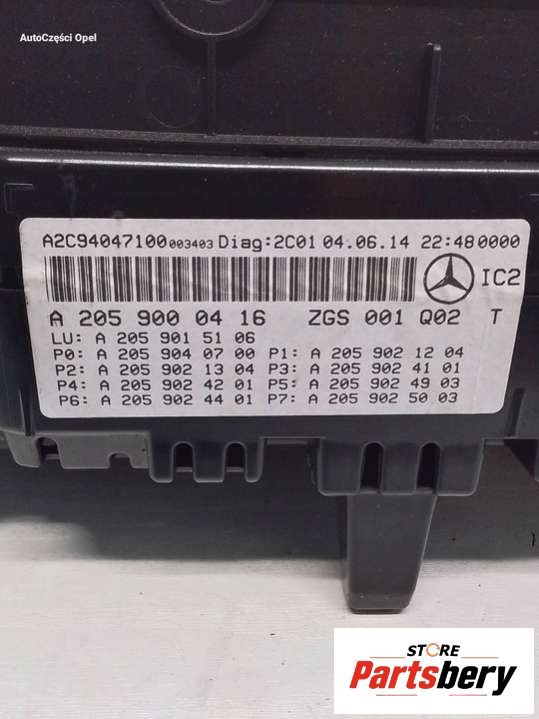 AutoCzęści Opel
A2C94047100003403 Diag:2C01 04.06.14 22:480000
IC2
A 205 900 04 16 ZGS 001 Q02 T
LU: A 205 901 51 06
P0: A 205 904 07 00 P1: A 205 902 12 04
P2: A 205 902 13 04 P3: A 205 902 41 01
P4: A 205 902 42 01 P5: A 205 902 49 03
P6: A 205 902 44 01 P7: A 205 902 50 03
STORE
Partsbery